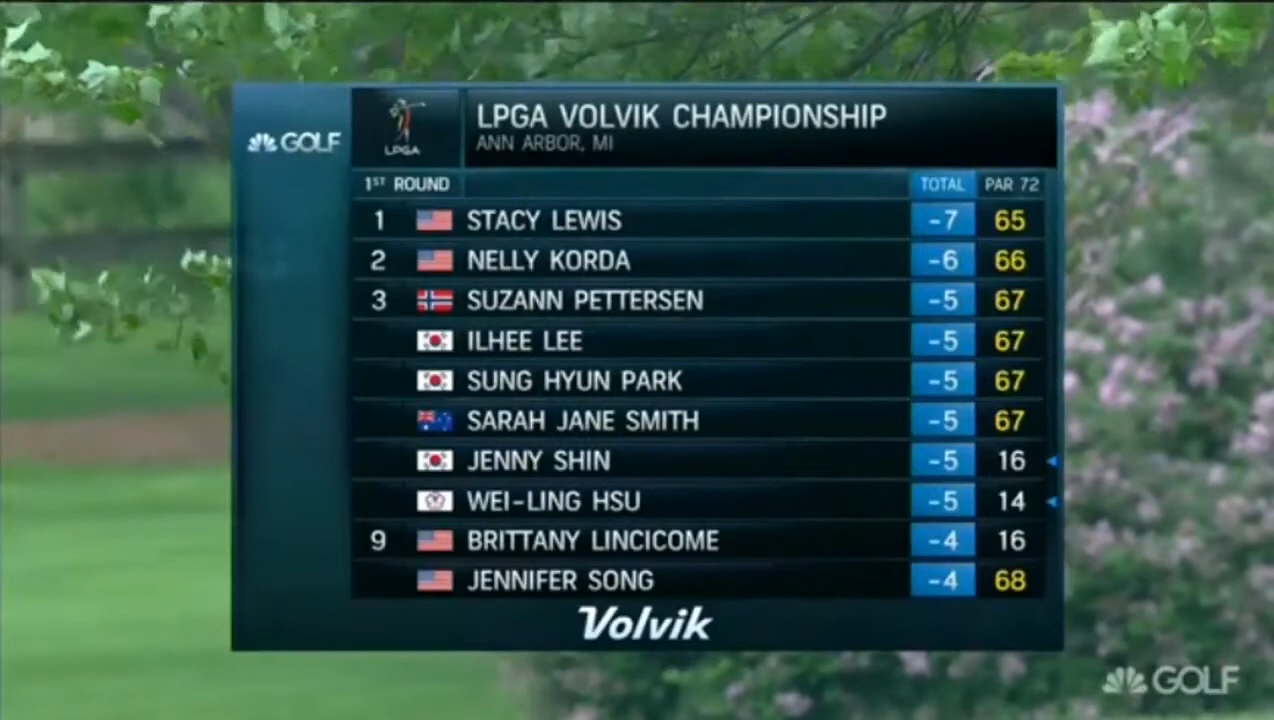 GOLF
LPGA
LPGA VOLVIK CHAMPIONSHIP
ANN ARBOR, MI
1ST ROUND TOTAL PAR 72
1 STACY LEWIS -7 65
2 NELLY KORDA -6 66
3 SUZANN PETTERSEN -5 67
ILHEE LEE -5 67
SUNG HYUN PARK -5 67
SARAH JANE SMITH -5 67
JENNY SHIN -5 16
WEI-LING HSU -5 14
9 BRITTANY LINCICOME -4 16
JENNIFER SONG -4 68
Volvik
GOLF